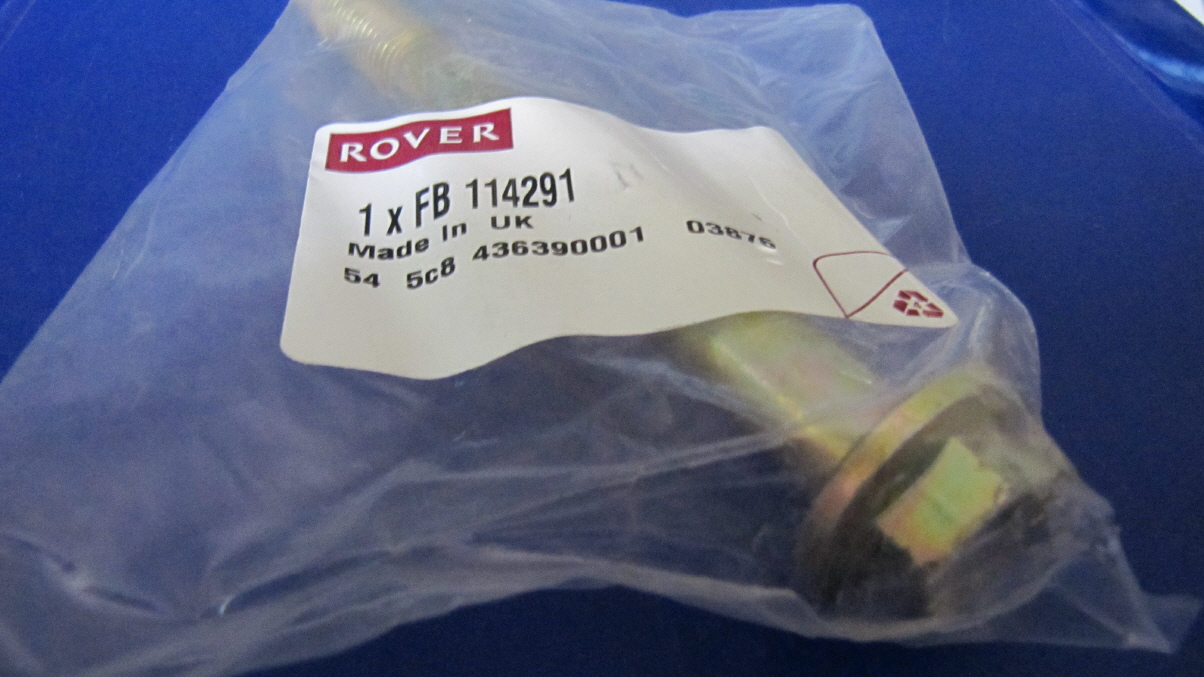 ROVER
1 x FB 114291
Made In UK
54 5c8 436390001 03876